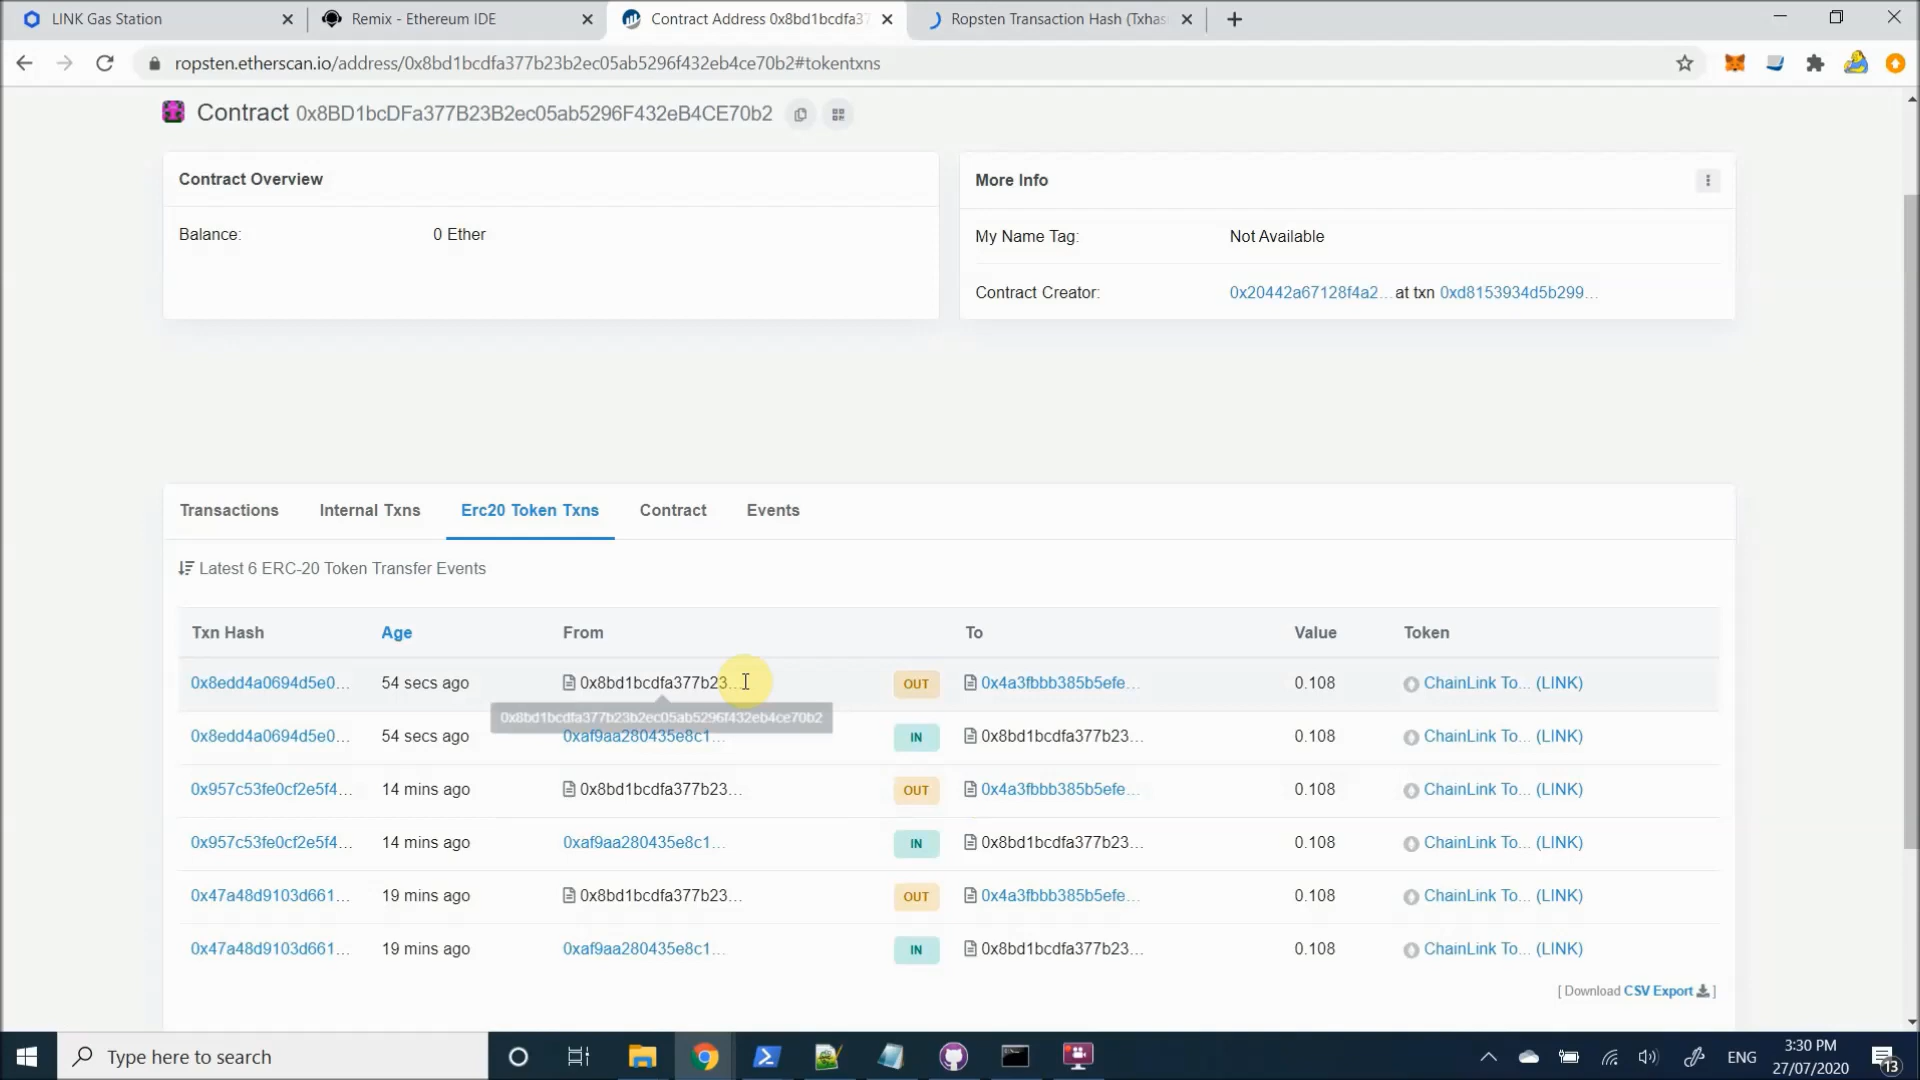 LINK Gas Station
Remix - Ethereum IDE
Contract Address 0x8bd1bcdfa37
Ropsten Transaction Hash (Txhas
ropsten.etherscan.io/address/0x8bd1bcdfa377b23b2ec05ab5296f432eb4ce70b2#tokentxns
Contract 0x8BD1bcDFa377B23B2ec05ab5296F432eB4CE70b2
Contract Overview
Balance: 0 Ether
More Info
My Name Tag: Not Available
Contract Creator: 0x20442a67128f4a2... at txn 0xd8153934d5b299...
Transactions Internal Txns Erc20 Token Txns Contract Events
Latest 6 ERC-20 Token Transfer Events
Txn Hash Age From To Value Token
0x8edd4a0694d5e0... 54 secs ago 0x8bd1bcdfa377b23... OUT 0x4a3fbbb385b5efe... 0.108 ChainLink To... (LINK)
0x8bd1bcdfa377b23b2ec05ab5296f432eb4ce70b2
0x8edd4a0694d5e0... 54 secs ago 0xaf9aa280435e8c1... IN 0x8bd1bcdfa377b23... 0.108 ChainLink To... (LINK)
0x957c53fe0cf2e5f4... 14 mins ago 0x8bd1bcdfa377b23... OUT 0x4a3fbbb385b5efe... 0.108 ChainLink To... (LINK)
0x957c53fe0cf2e5f4... 14 mins ago 0xaf9aa280435e8c1... IN 0x8bd1bcdfa377b23... 0.108 ChainLink To... (LINK)
0x47a48d9103d661... 19 mins ago 0x8bd1bcdfa377b23... OUT 0x4a3fbbb385b5efe... 0.108 ChainLink To... (LINK)
0x47a48d9103d661... 19 mins ago 0xaf9aa280435e8c1... IN 0x8bd1bcdfa377b23... 0.108 ChainLink To... (LINK)
[ Download CSV Export ]
Type here to search
ENG
3:30 PM
27/07/2020
13